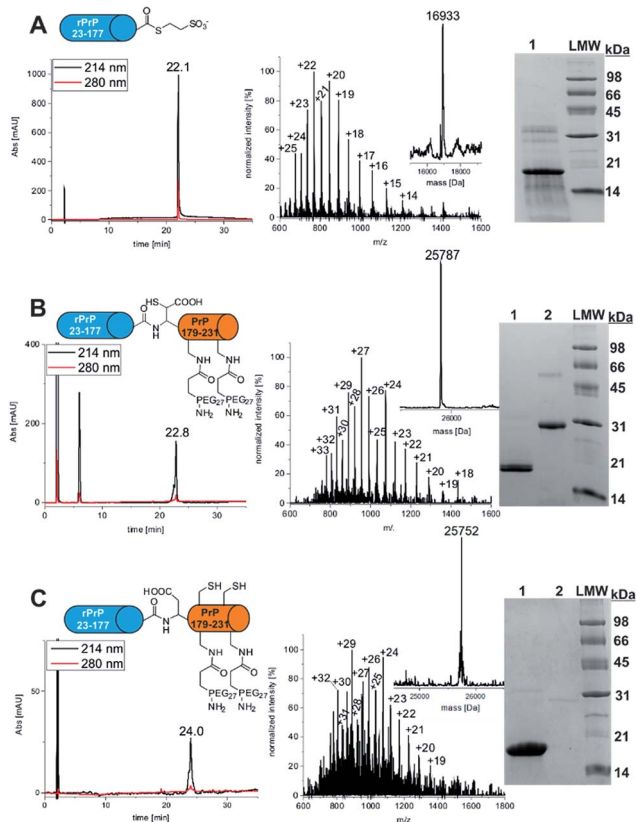 A
rPrP
23-177
O
S
SO₃⁻
214 nm
280 nm
22.1
Abs [mAU]
1000
800
600
400
200
0
0 10 20 30
time [min]
normalized intensity [%]
100
80
60
40
20
0
+25
+24
+23
+22
+21
+20
+19
+18
+17
+16
+15
+14
600 800 1000 1200 1400 1600
m/z
16933
16000 18000
mass [Da]
1 LMW kDa
98
66
45
31
21
14
B
rPrP
23-177
HS COOH
O
NH
PrP
179-231
NH NH
O O
PEG27 PEG27
NH₂ NH₂
214 nm
280 nm
22.8
Abs [mAU]
400
200
0
0 10 20 30
time [min]
normalized intensity [%]
100
80
60
40
20
0
+33
+32
+31
+30
+29
+28
+27
+26
+25
+24
+23
+22
+21
+20
+19
+18
600 800 1000 1200 1400 1600
m/.
25787
26000
mass [Da]
1 2 LMW kDa
98
66
45
31
21
14
C
rPrP
23-177
HOOC
O
NH
SH SH
PrP
179-231
NH NH
O O
PEG27 PEG27
NH₂ NH₂
214 nm
280 nm
24.0
Abs [mAU]
50
0
0 10 20 30
time [min]
normalized intensity [%]
100
80
60
40
20
0
+32
+31
+30
+29
+28
+27
+26
+25
+24
+23
+22
+21
+20
+19
600 800 1000 1200 1400 1600 1800
m/z
25752
25000 26000
mass [Da]
1 2 LMW kDa
98
66
45
31
21
14